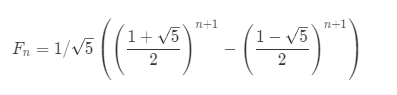 F_n = 1/√5 ( ( (1 + √5) / 2 )^{n+1} − ( (1 − √5) / 2 )^{n+1} )